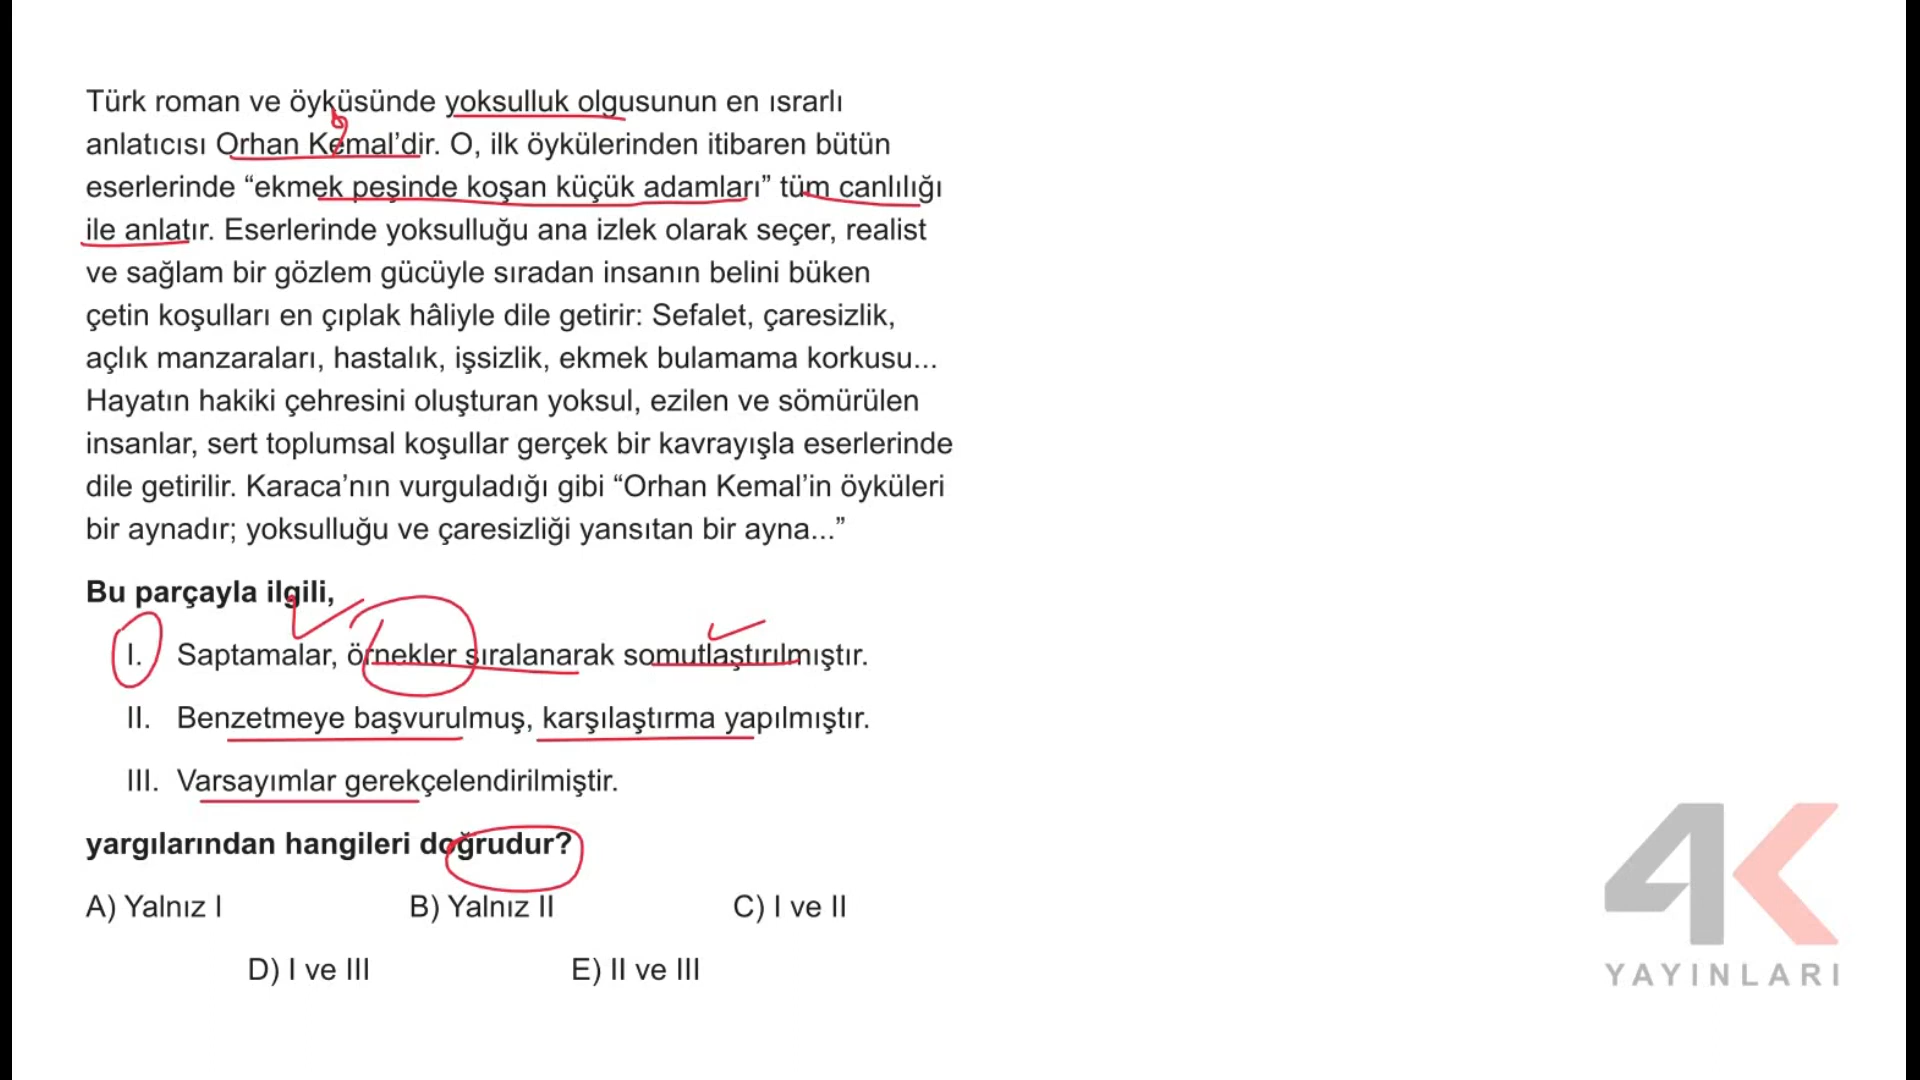 Türk roman ve öyküsünde yoksulluk olgusunun en ısrarlı
anlatıcısı Orhan Kemal’dir. O, ilk öykülerinden itibaren bütün
eserlerinde “ekmek peşinde koşan küçük adamları” tüm canlılığı
ile anlatır. Eserlerinde yoksulluğu ana izlek olarak seçer, realist
ve sağlam bir gözlem gücüyle sıradan insanın belini büken
çetin koşulları en çıplak hâliyle dile getirir: Sefalet, çaresizlik,
açlık manzaraları, hastalık, işsizlik, ekmek bulamama korkusu...
Hayatın hakiki çehresini oluşturan yoksul, ezilen ve sömürülen
insanlar, sert toplumsal koşullar gerçek bir kavrayışla eserlerinde
dile getirilir. Karaca’nın vurguladığı gibi “Orhan Kemal’in öyküleri
bir aynadır; yoksulluğu ve çaresizliği yansıtan bir ayna...”
Bu parçayla ilgili,
I. Saptamalar, örnekler sıralanarak somutlaştırılmıştır.
II. Benzetmeye başvurulmuş, karşılaştırma yapılmıştır.
III. Varsayımlar gerekçelendirilmiştir.
yargılarından hangileri doğrudur?
A) Yalnız I B) Yalnız II C) I ve II
D) I ve III E) II ve III
4K
YAYINLARI